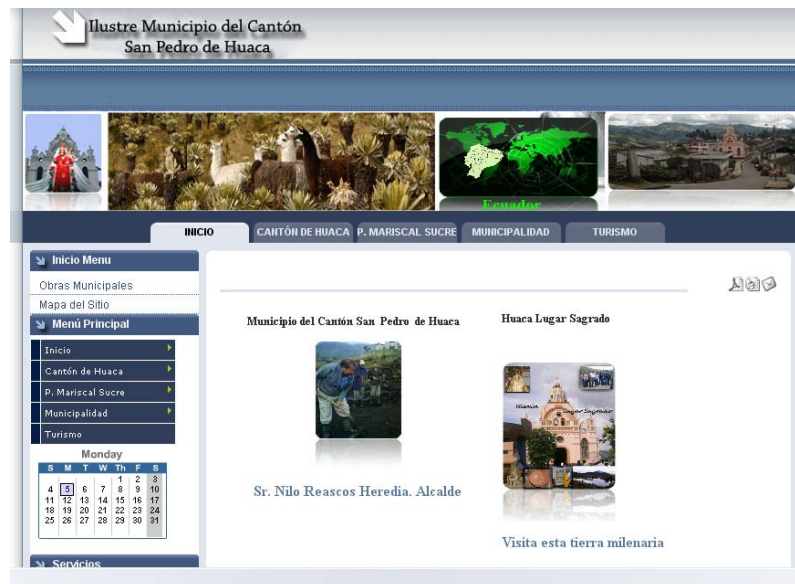 Ilustre Municipio del Cantón
San Pedro de Huaca
Ecuador
INICIO
CANTÓN DE HUACA
P. MARISCAL SUCRE
MUNICIPALIDAD
TURISMO
Inicio Menu
Obras Municipales
Mapa del Sitio
Menú Principal
Inicio
Cantón de Huaca
P. Mariscal Sucre
Municipalidad
Turismo
Monday
S M T W Th F S
1 2 3
4 5 6 7 8 9 10
11 12 13 14 15 16 17
18 19 20 21 22 23 24
25 26 27 28 29 30 31
Servicios
Municipio del Cantón San Pedro de Huaca
Sr. Nilo Reascos Heredia. Alcalde
Huaca Lugar Sagrado
Lugar Sagrado
Visita esta tierra milenaria